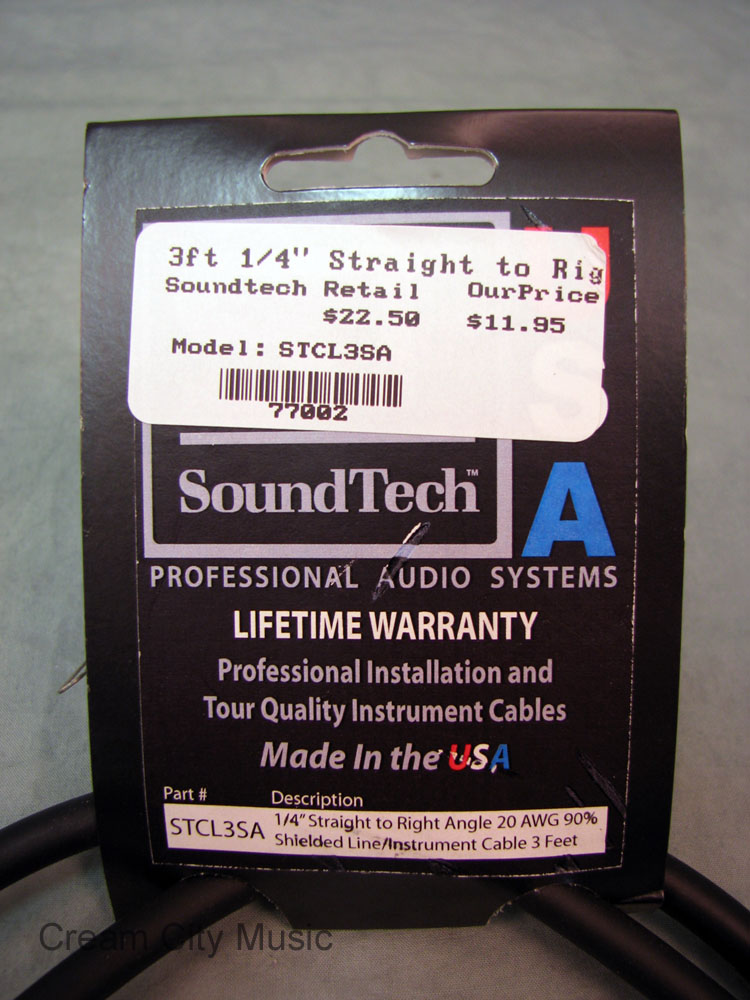 3ft 1/4" Straight to Rig
Soundtech Retail OurPrice
$22.50 $11.95
Model: STCL3SA
77002
USA
SoundTech™
PROFESSIONAL AUDIO SYSTEMS
LIFETIME WARRANTY
Professional Installation and
Tour Quality Instrument Cables
Made In the USA
Part # Description
STCL3SA 1/4" Straight to Right Angle 20 AWG 90%
Shielded Line/Instrument Cable 3 Feet
Cream City Music